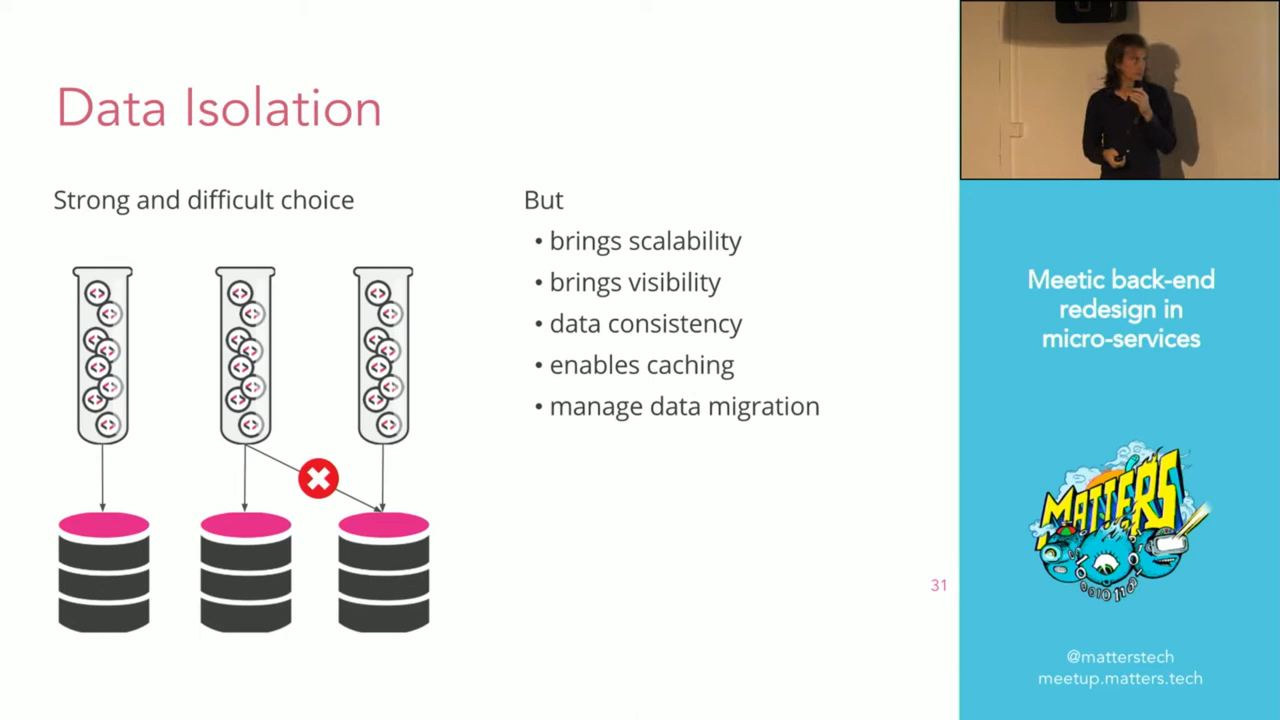 Data Isolation
Strong and difficult choice
But
• brings scalability
• brings visibility
• data consistency
• enables caching
• manage data migration
31
Meetic back-end
redesign in
micro-services
MATTERS
@matterstech
meetup.matters.tech